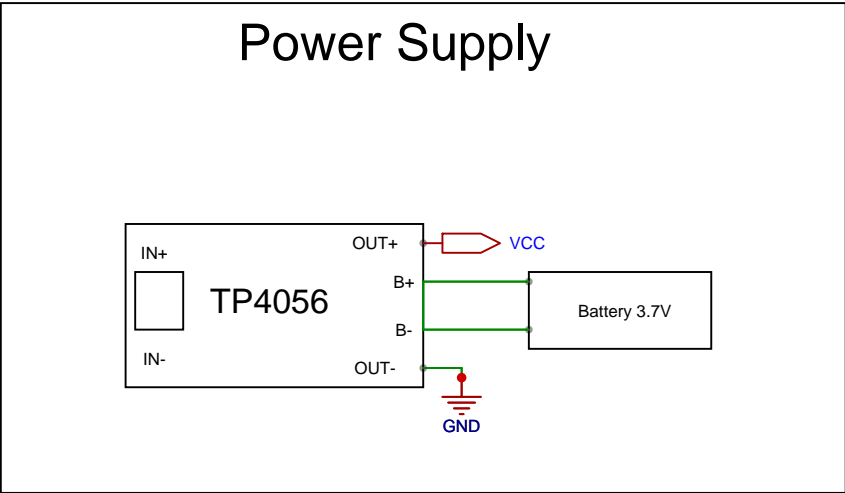 Power Supply
OUT+
VCC
IN+
B+
TP4056
Battery 3.7V
B-
IN-
OUT-
GND